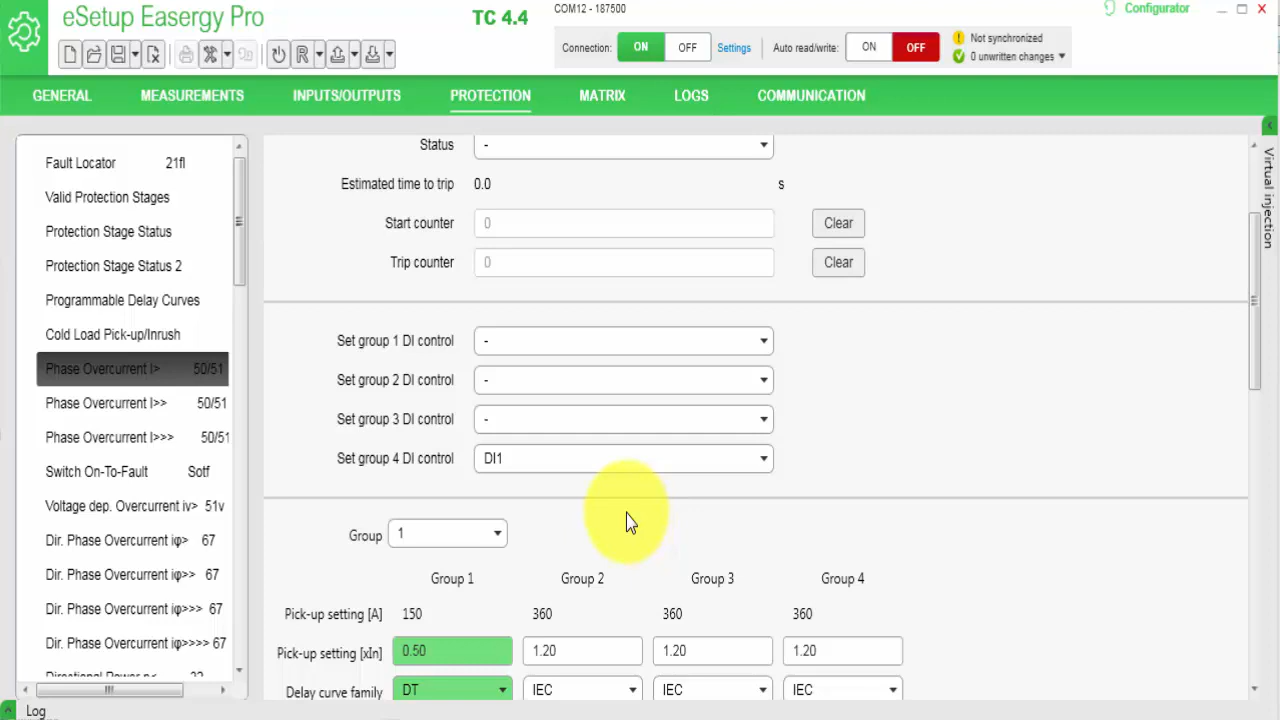 eSetup Easergy Pro
TC 4.4
COM12 - 187500
Configurator
Connection: ON OFF Settings Auto read/write: ON OFF
Not synchronized
0 unwritten changes
GENERAL MEASUREMENTS INPUTS/OUTPUTS PROTECTION MATRIX LOGS COMMUNICATION
Fault Locator 21fl
Valid Protection Stages
Protection Stage Status
Protection Stage Status 2
Programmable Delay Curves
Cold Load Pick-up/Inrush
Phase Overcurrent I> 50/51
Phase Overcurrent I>> 50/51
Phase Overcurrent I>>> 50/51
Switch On-To-Fault Sotf
Voltage dep. Overcurrent iv> 51v
Dir. Phase Overcurrent iφ> 67
Dir. Phase Overcurrent iφ>> 67
Dir. Phase Overcurrent iφ>>> 67
Dir. Phase Overcurrent iφ>>>> 67
Directional Power p< 32
Status -
Estimated time to trip 0.0 s
Start counter 0 Clear
Trip counter 0 Clear
Set group 1 DI control -
Set group 2 DI control -
Set group 3 DI control -
Set group 4 DI control DI1
Group 1
Group 1 Group 2 Group 3 Group 4
Pick-up setting [A] 150 360 360 360
Pick-up setting [xIn] 0.50 1.20 1.20 1.20
Delay curve family DT IEC IEC IEC
Virtual injection
Log